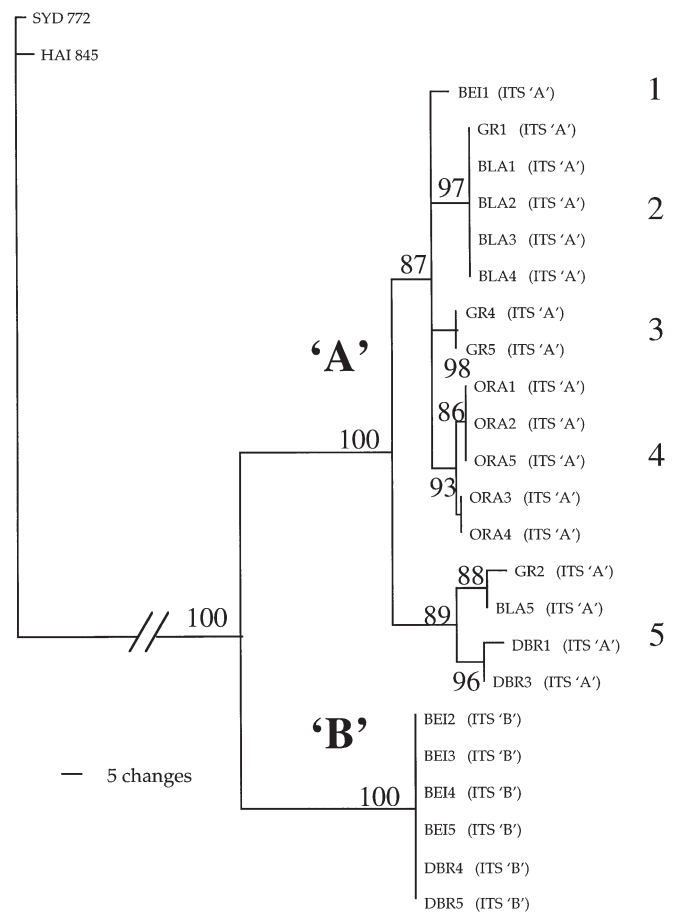 SYD 772
HAI 845
BEI1 (ITS ‘A’) 1
GR1 (ITS ‘A’)
BLA1 (ITS ‘A’)
97
BLA2 (ITS ‘A’) 2
BLA3 (ITS ‘A’)
87
BLA4 (ITS ‘A’)
GR4 (ITS ‘A’) 3
‘A’
GR5 (ITS ‘A’)
98
ORA1 (ITS ‘A’)
86
ORA2 (ITS ‘A’)
100
ORA5 (ITS ‘A’) 4
93
ORA3 (ITS ‘A’)
ORA4 (ITS ‘A’)
88
GR2 (ITS ‘A’)
100
89
BLA5 (ITS ‘A’)
5
DBR1 (ITS ‘A’)
96
DBR3 (ITS ‘A’)
‘B’
BEI2 (ITS ‘B’)
BEI3 (ITS ‘B’)
5 changes
100
BEI4 (ITS ‘B’)
BEI5 (ITS ‘B’)
DBR4 (ITS ‘B’)
DBR5 (ITS ‘B’)